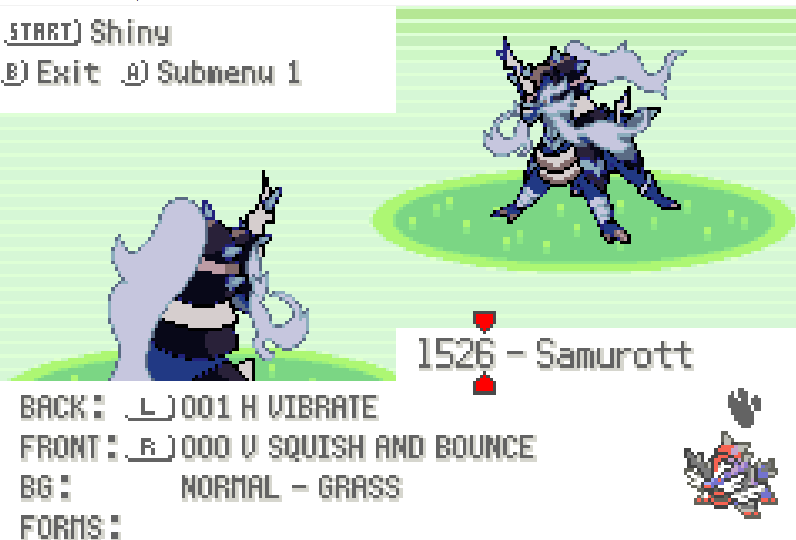 START Shiny
B Exit A Submenu 1
1526 - Samurott
BACK: L 001 H VIBRATE
FRONT: R 000 V SQUISH AND BOUNCE
BG: NORMAL - GRASS
FORMS: